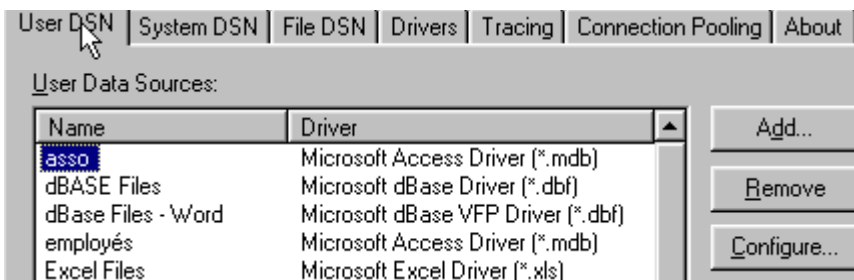 User DSN System DSN File DSN Drivers Tracing Connection Pooling About
User Data Sources:
Name Driver Add...
asso Microsoft Access Driver (*.mdb)
dBASE Files Microsoft dBase Driver (*.dbf) Remove
dBase Files - Word Microsoft dBase VFP Driver (*.dbf)
employés Microsoft Access Driver (*.mdb) Configure...
Excel Files Microsoft Excel Driver (*.xls)